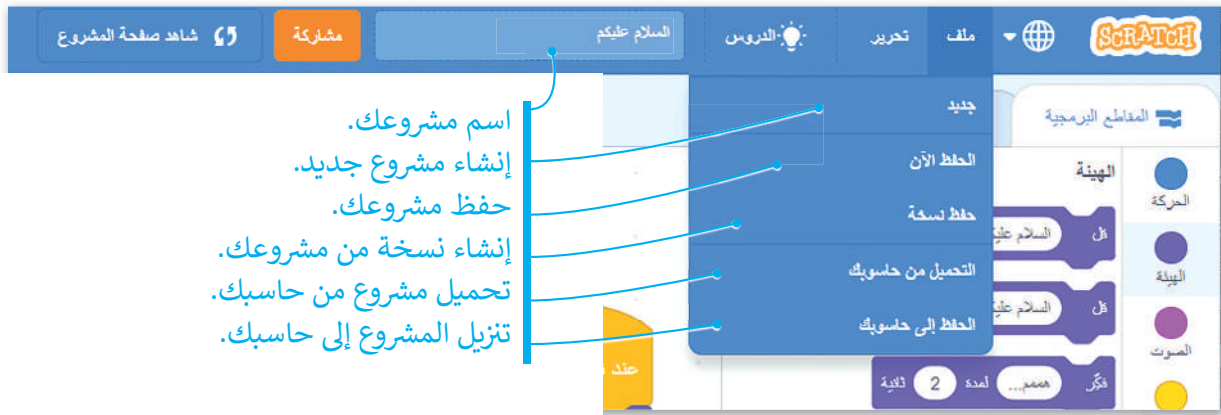 SCRATCH
ملف
تحرير
الدروس
السلام عليكم
مشاركة
شاهد صفحة المشروع
المقاطع البرمجية
جديد
الحفظ الآن
حفظ نسخة
التحميل من حاسوبك
الحفظ إلى حاسوبك
اسم مشروعك.
إنشاء مشروع جديد.
حفظ مشروعك.
إنشاء نسخة من مشروعك.
تحميل مشروع من حاسبك.
تنزيل المشروع إلى حاسبك.
الحركة
الهيئة
الصوت
الهيئة
قل السلام
قل السلام
فكّر همم... لمدة 2 ثانية
عند